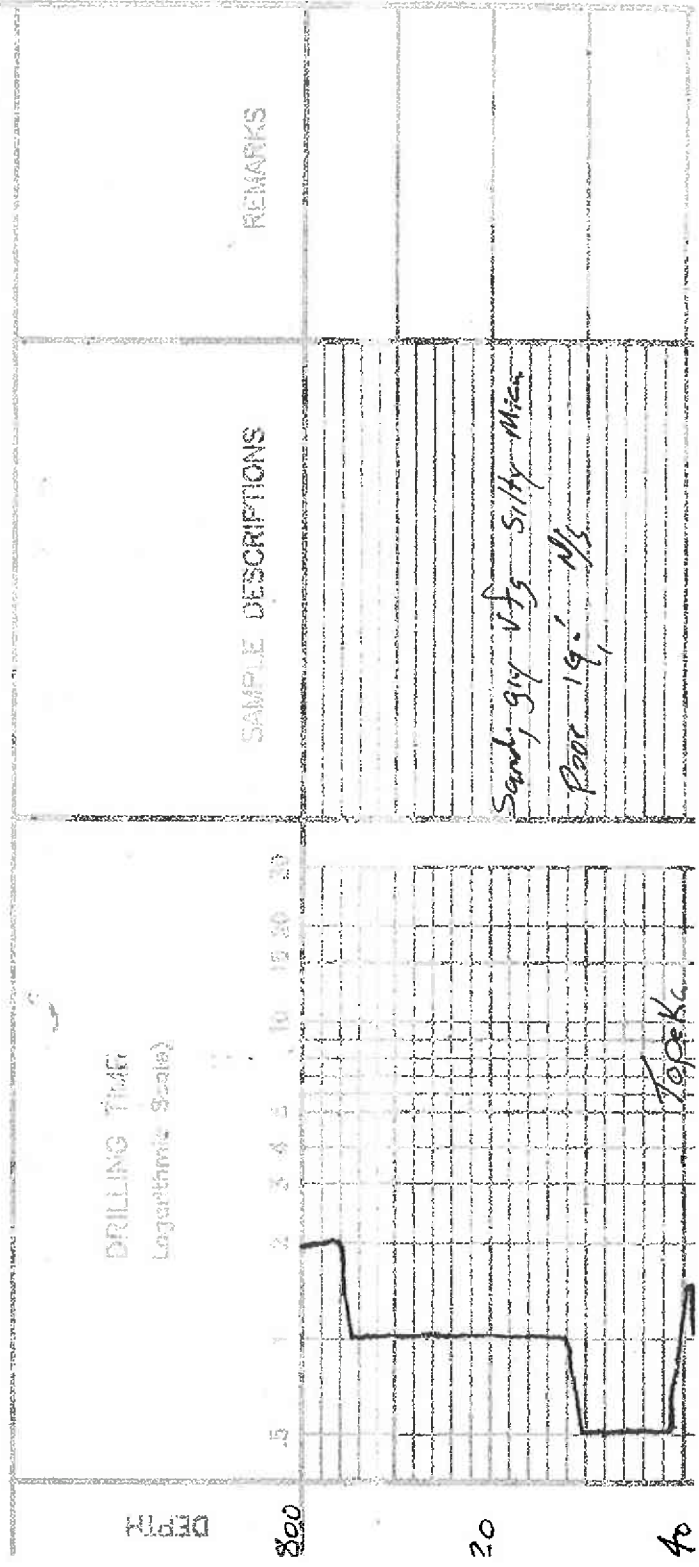 DEPTH
DRILLING TIME
(Logarithmic Scale)
.5 1 2 3 4 5 10 15 20 30
SAMPLE DESCRIPTIONS
REMARKS
800
20
Sand; gry vfg silty Mica
Poor ig.; N/S
40
Topeka